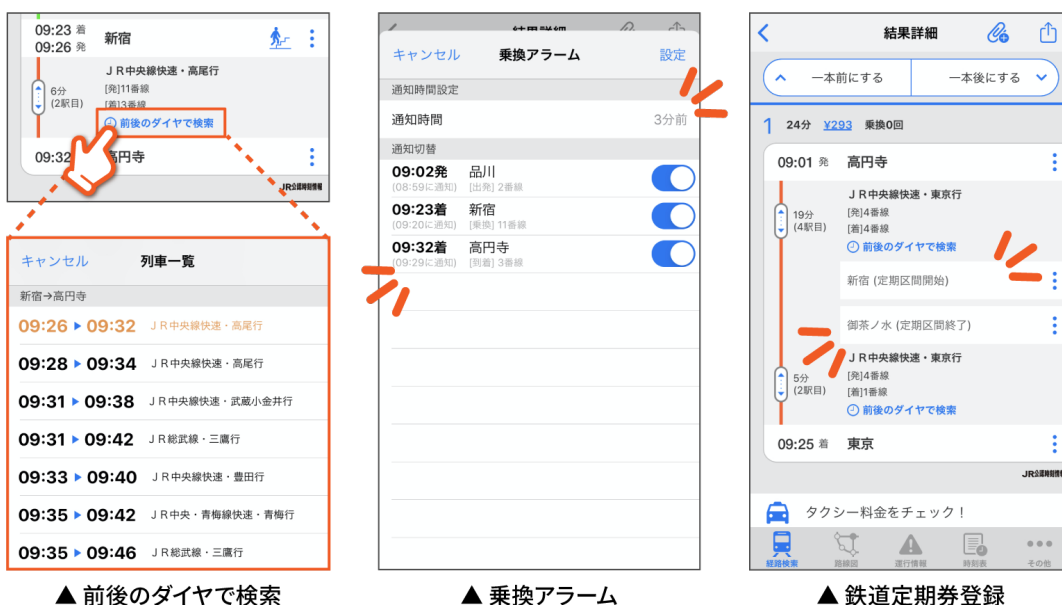 09:23 着
09:26 発
新宿
ＪＲ中央線快速・高尾行
6分
(2駅目)
[発]11番線
[着]3番線
前後のダイヤで検索
09:32
高円寺
JR公認時刻情報
キャンセル
列車一覧
新宿→高円寺
09:26 ▶ 09:32 ＪＲ中央線快速・高尾行
09:28 ▶ 09:34 ＪＲ中央線快速・高尾行
09:31 ▶ 09:38 ＪＲ中央線快速・武蔵小金井行
09:31 ▶ 09:42 ＪＲ総武線・三鷹行
09:33 ▶ 09:40 ＪＲ中央線快速・豊田行
09:35 ▶ 09:42 ＪＲ中央・青梅線快速・青梅行
09:35 ▶ 09:46 ＪＲ総武線・三鷹行
▲ 前後のダイヤで検索
結果詳細
キャンセル
乗換アラーム
設定
通知時間設定
通知時間
3分前
通知切替
09:02発 品川
(08:59に通知) [出発] 2番線
09:23着 新宿
(09:20に通知) [乗換] 11番線
09:32着 高円寺
(09:29に通知) [到着] 3番線
▲ 乗換アラーム
結果詳細
一本前にする
一本後にする
1 24分 ¥293 乗換0回
09:01 発 高円寺
ＪＲ中央線快速・東京行
19分
(4駅目)
[発]4番線
[着]4番線
前後のダイヤで検索
新宿 (定期区間開始)
御茶ノ水 (定期区間終了)
ＪＲ中央線快速・東京行
5分
(2駅目)
[発]4番線
[着]1番線
前後のダイヤで検索
09:25 着 東京
JR公認時刻情報
タクシー料金をチェック！
経路検索
路線図
運行情報
時刻表
その他
▲ 鉄道定期券登録